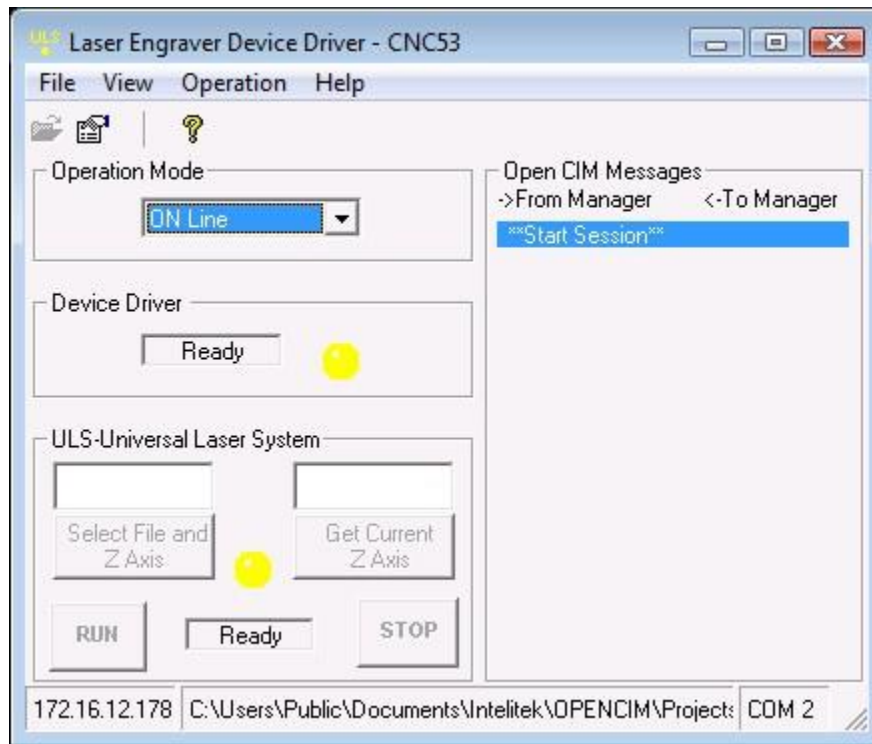 ULS
Laser Engraver Device Driver - CNC53
File View Operation Help
Operation Mode
ON Line
Device Driver
Ready
ULS-Universal Laser System
Select File and
Z Axis
Get Current
Z Axis
RUN
Ready
STOP
Open CIM Messages
->From Manager <-To Manager
**Start Session**
172.16.12.178 C:\Users\Public\Documents\Intelitek\OPENCIM\Projects COM 2